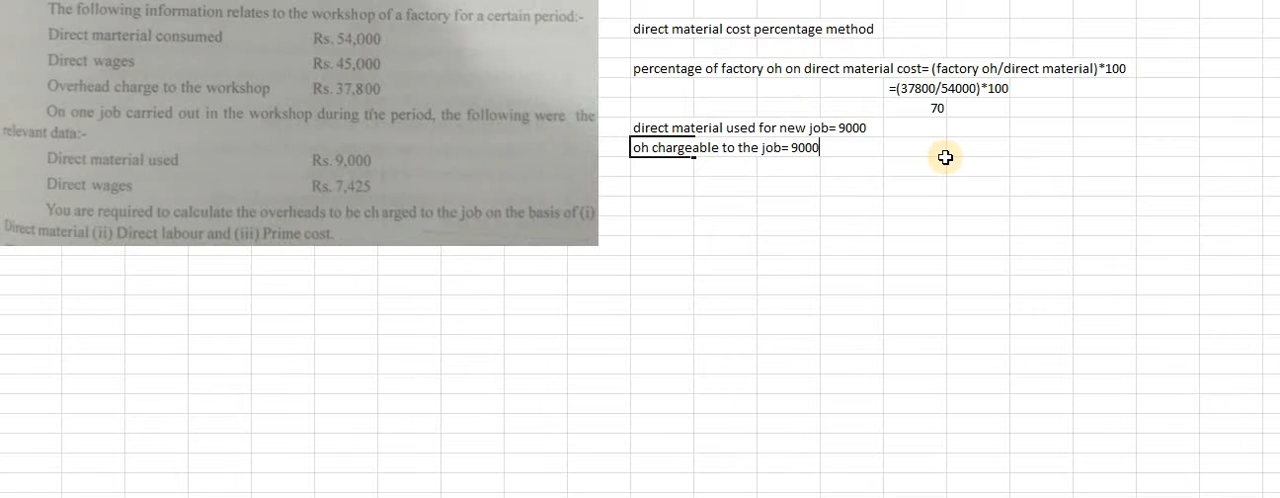 The following information relates to the workshop of a factory for a certain period:-
Direct marterial consumed Rs. 54,000
Direct wages Rs. 45,000
Overhead charge to the workshop Rs. 37,800
On one job carried out in the workshop during the period, the following were the
relevant data:-
Direct material used Rs. 9,000
Direct wages Rs. 7,425
You are required to calculate the overheads to be charged to the job on the basis of (i)
Direct material (ii) Direct labour and (iii) Prime cost.
direct material cost percentage method
percentage of factory oh on direct material cost= (factory oh/direct material)*100
=(37800/54000)*100
70
direct material used for new job= 9000
oh chargeable to the job= 9000